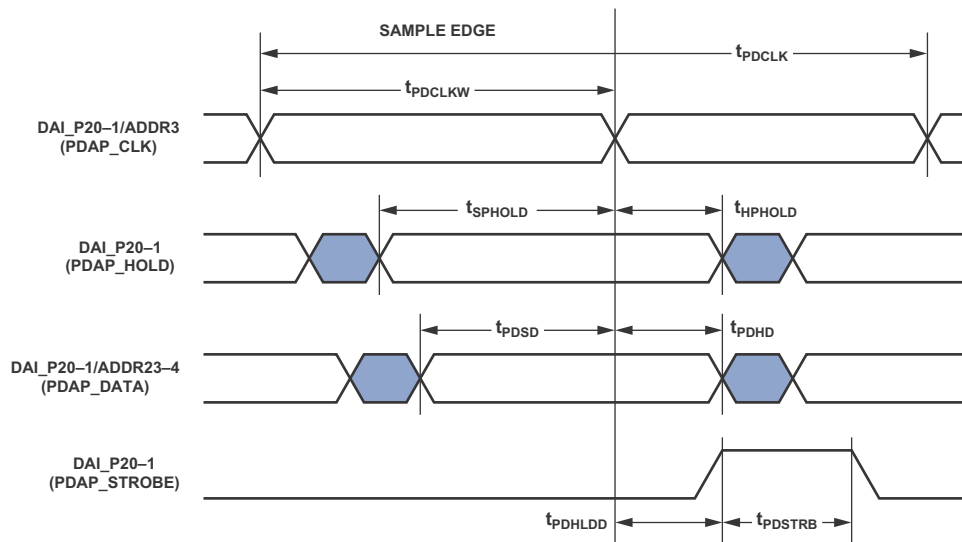 SAMPLE EDGE
tPDCLK
tPDCLKW
DAI_P20–1/ADDR3
(PDAP_CLK)
tSPHOLD
tHPHOLD
DAI_P20–1
(PDAP_HOLD)
tPDSD
tPDHD
DAI_P20–1/ADDR23–4
(PDAP_DATA)
DAI_P20–1
(PDAP_STROBE)
tPDHLDD
tPDSTRB